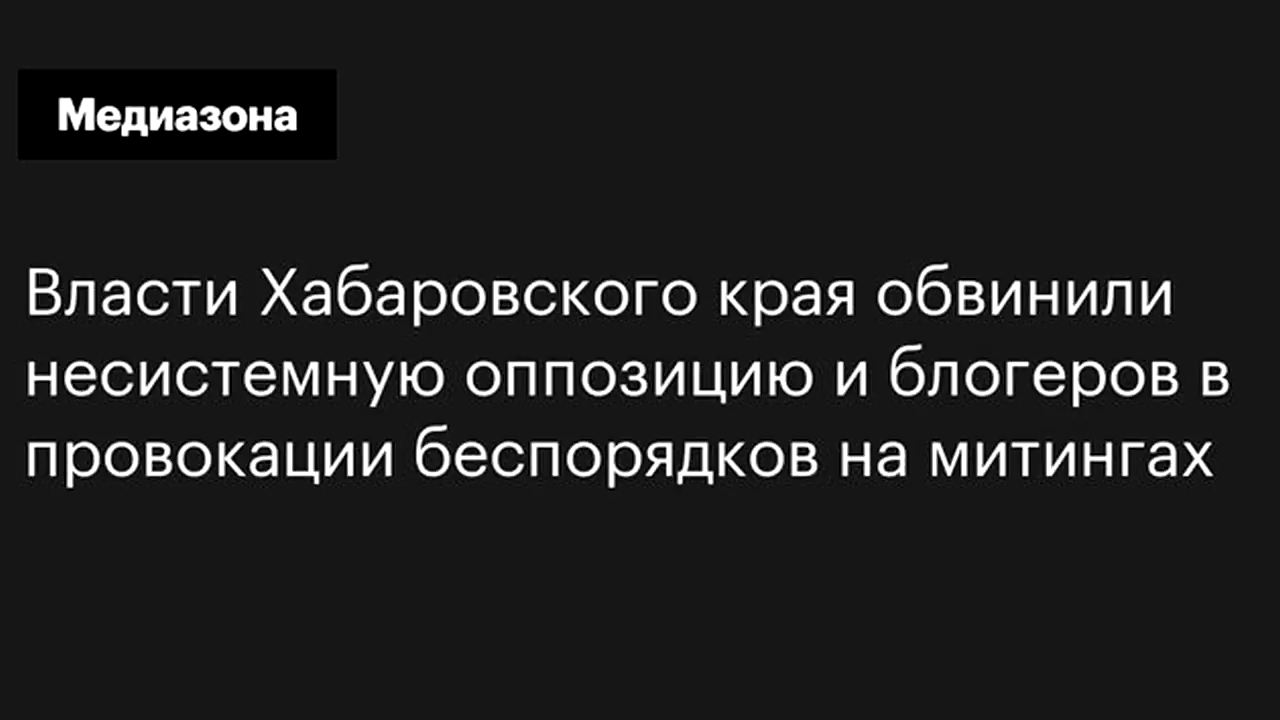 Медиазона
Власти Хабаровского края обвинили
несистемную оппозицию и блогеров в
провокации беспорядков на митингах